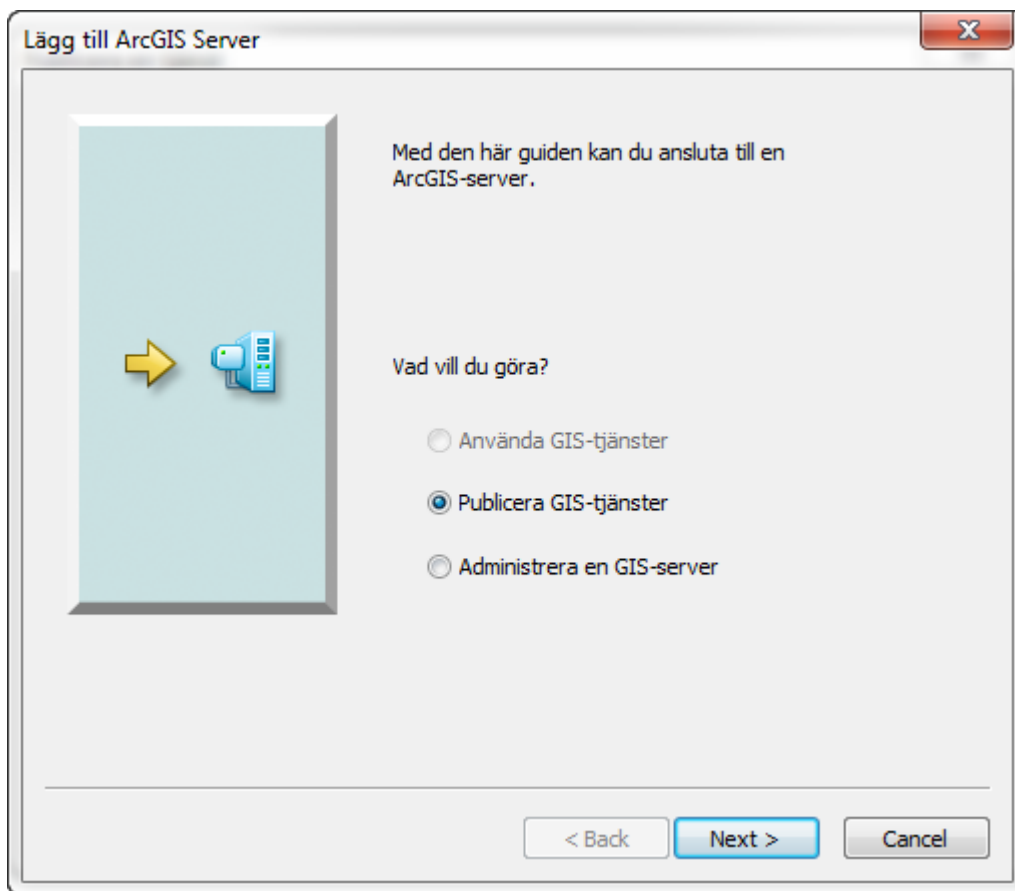 Lägg till ArcGIS Server
Med den här guiden kan du ansluta till en
ArcGIS-server.
Vad vill du göra?
Använda GIS-tjänster
Publicera GIS-tjänster
Administrera en GIS-server
< Back
Next >
Cancel